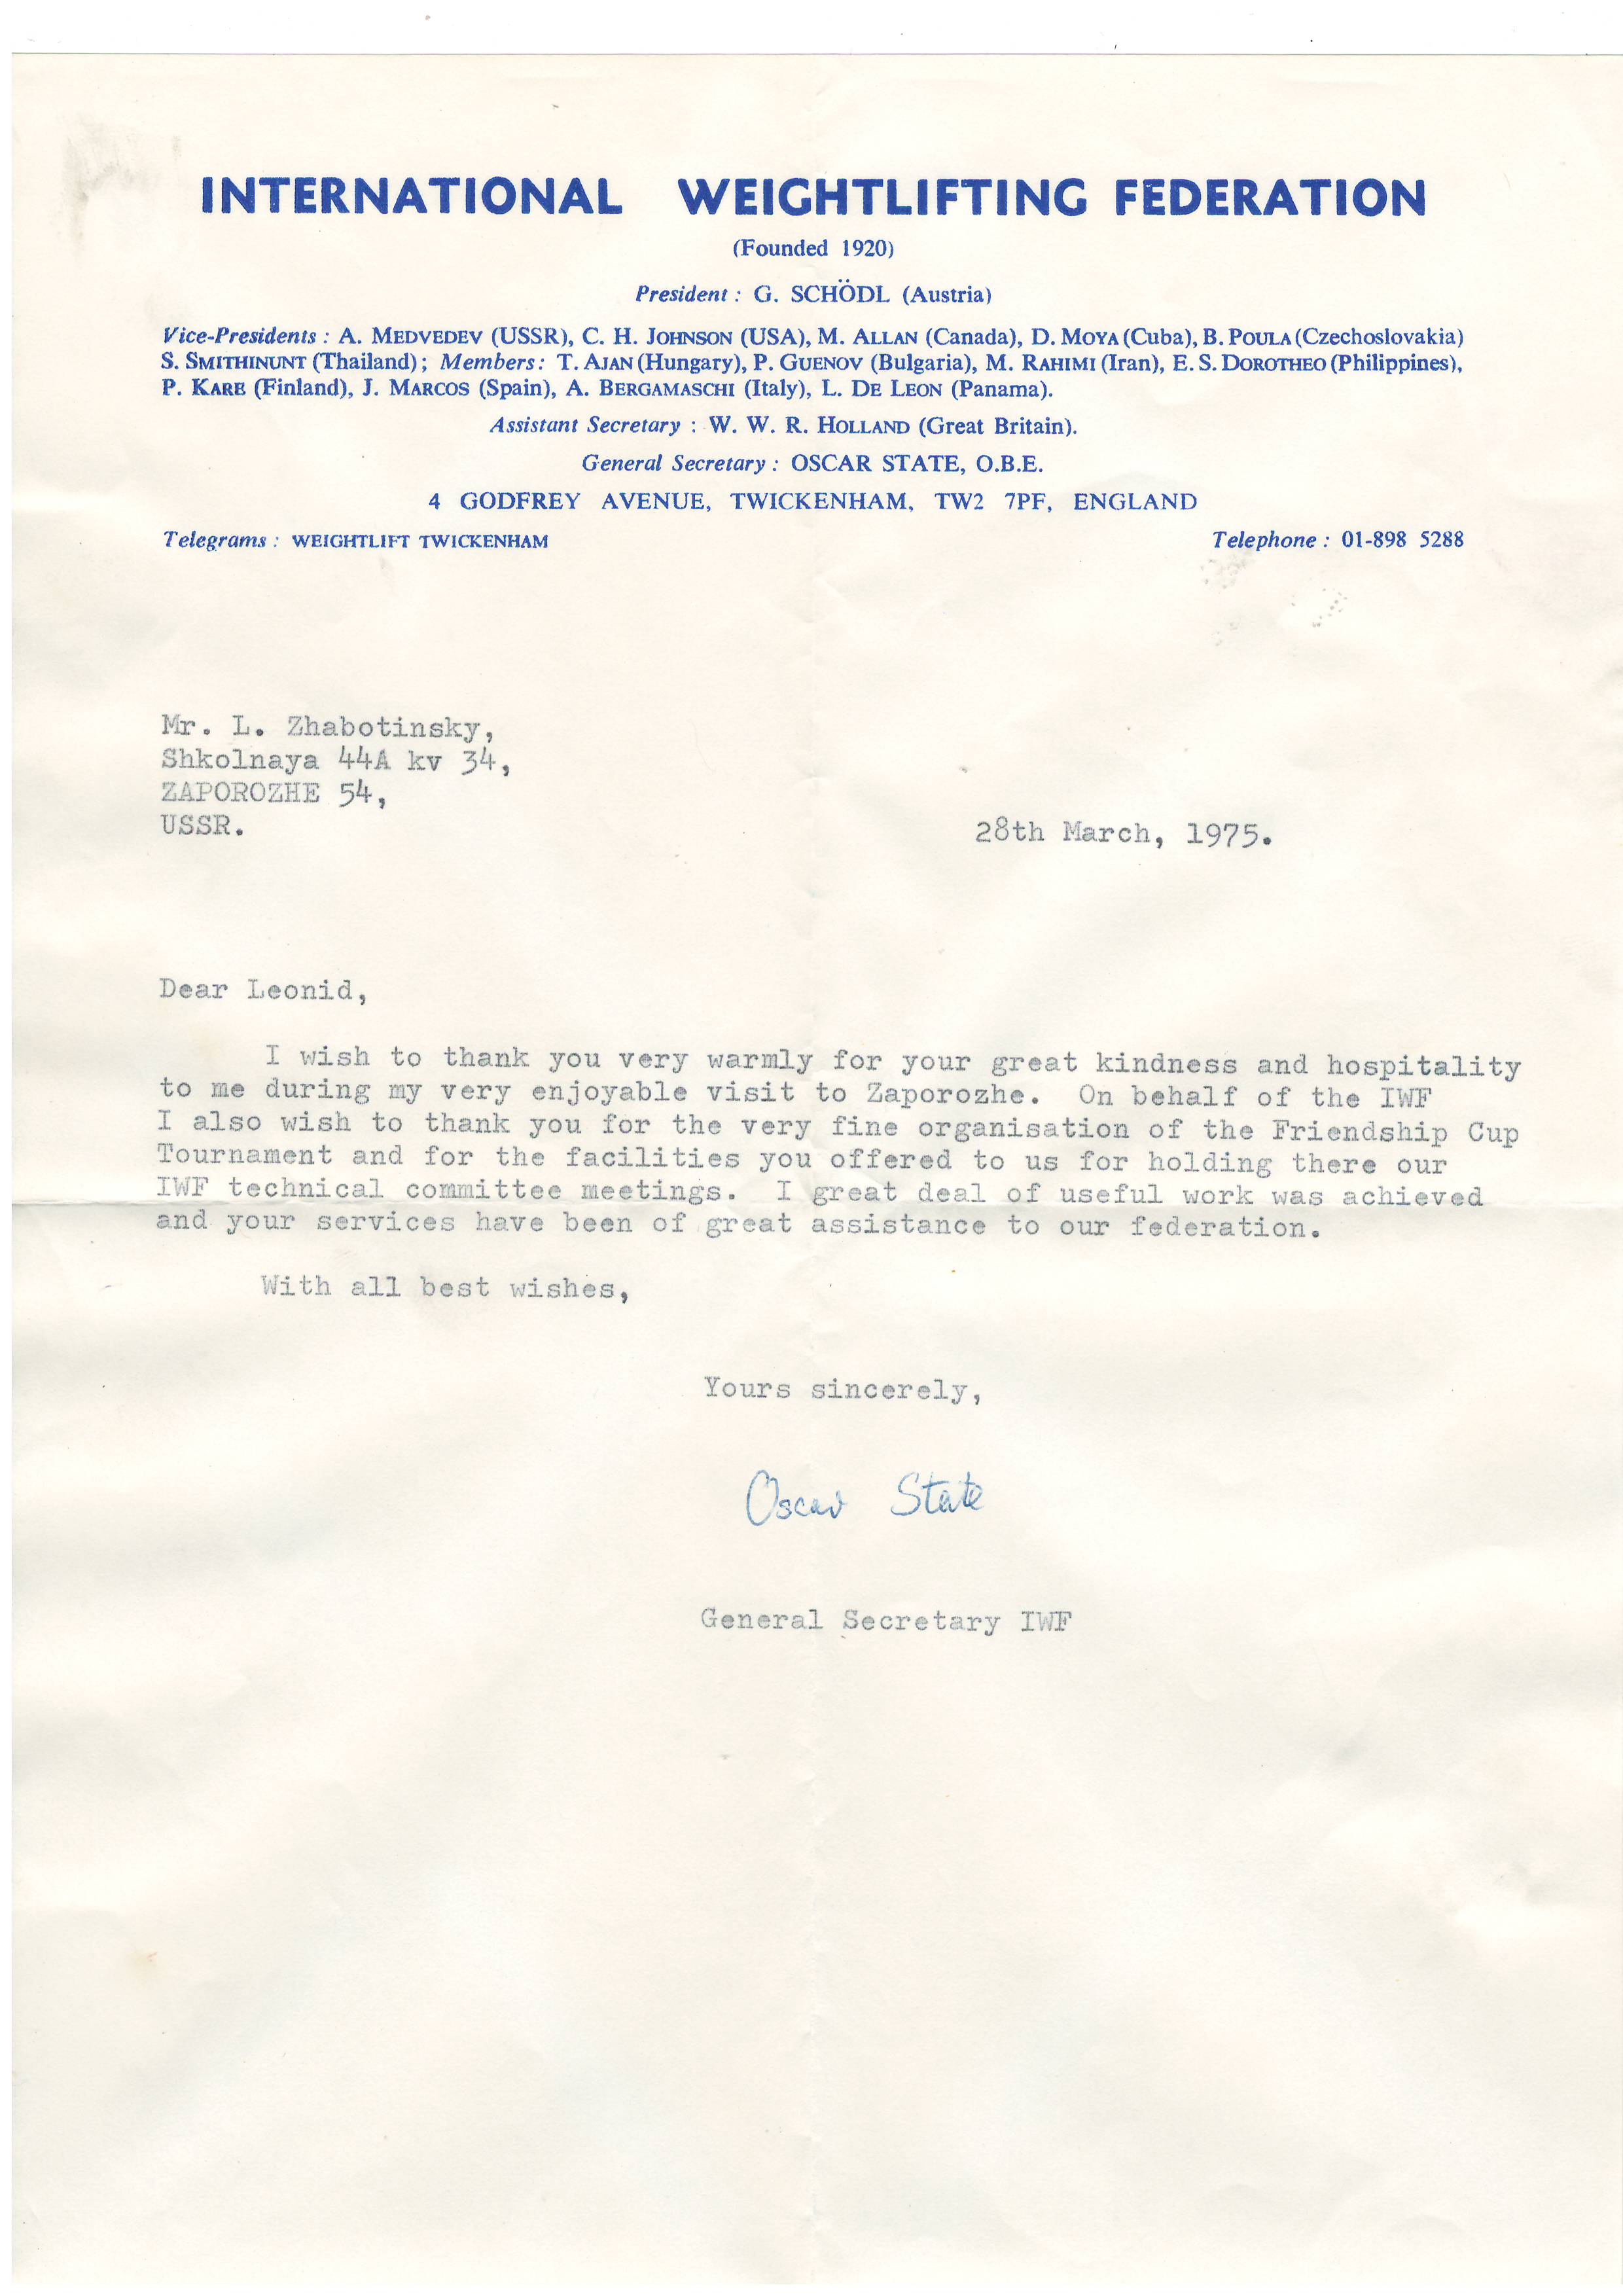 INTERNATIONAL WEIGHTLIFTING FEDERATION
(Founded 1920)
President : G. SCHÖDL (Austria)
Vice-Presidents : A. MEDVEDEV (USSR), C. H. JOHNSON (USA), M. ALLAN (Canada), D. MOYA (Cuba), B. POULA (Czechoslovakia)
S. SMITHINUNT (Thailand) ; Members : T. AJAN (Hungary), P. GUENOV (Bulgaria), M. RAHIMI (Iran), E. S. DOROTHEO (Philippines),
P. KARE (Finland), J. MARCOS (Spain), A. BERGAMASCHI (Italy), L. DE LEON (Panama).
Assistant Secretary : W. W. R. HOLLAND (Great Britain).
General Secretary : OSCAR STATE, O.B.E.
4 GODFREY AVENUE, TWICKENHAM, TW2 7PF, ENGLAND
Telegrams : WEIGHTLIFT TWICKENHAM Telephone : 01-898 5288
Mr. L. Zhabotinsky,
Shkolnaya 44A kv 34,
ZAPOROZHE 54,
USSR.
28th March, 1975.
Dear Leonid,
I wish to thank you very warmly for your great kindness and hospitality
to me during my very enjoyable visit to Zaporozhe. On behalf of the IWF
I also wish to thank you for the very fine organisation of the Friendship Cup
Tournament and for the facilities you offered to us for holding there our
IWF technical committee meetings. I great deal of useful work was achieved
and your services have been of great assistance to our federation.
With all best wishes,
Yours sincerely,
Oscar State
General Secretary IWF